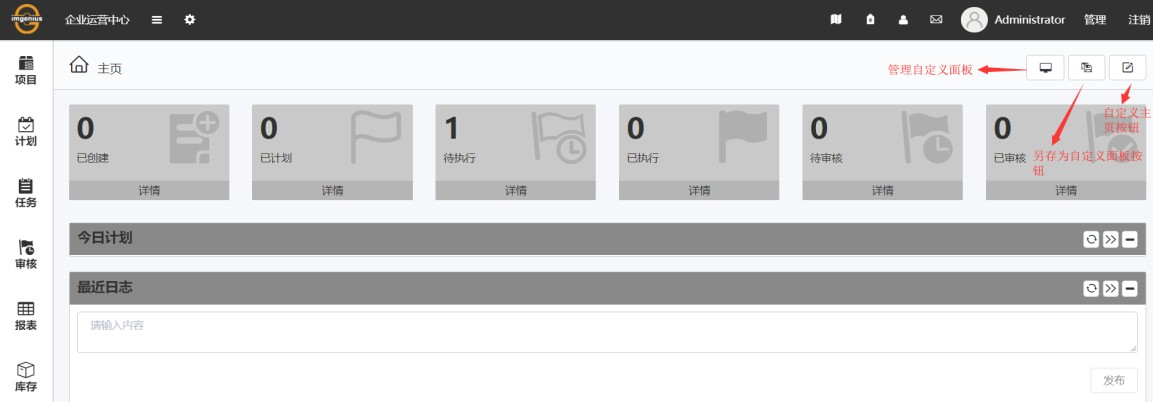 imgenius
企业运营中心
Administrator
管理
注销
项目
计划
任务
审核
报表
库存
主页
管理自定义面板
自定义主
页按钮
另存为自定义面板按
钮
0
已创建
详情
0
已计划
详情
1
待执行
详情
0
已执行
详情
0
待审核
详情
0
已审核
详情
今日计划
最近日志
请输入内容
发布